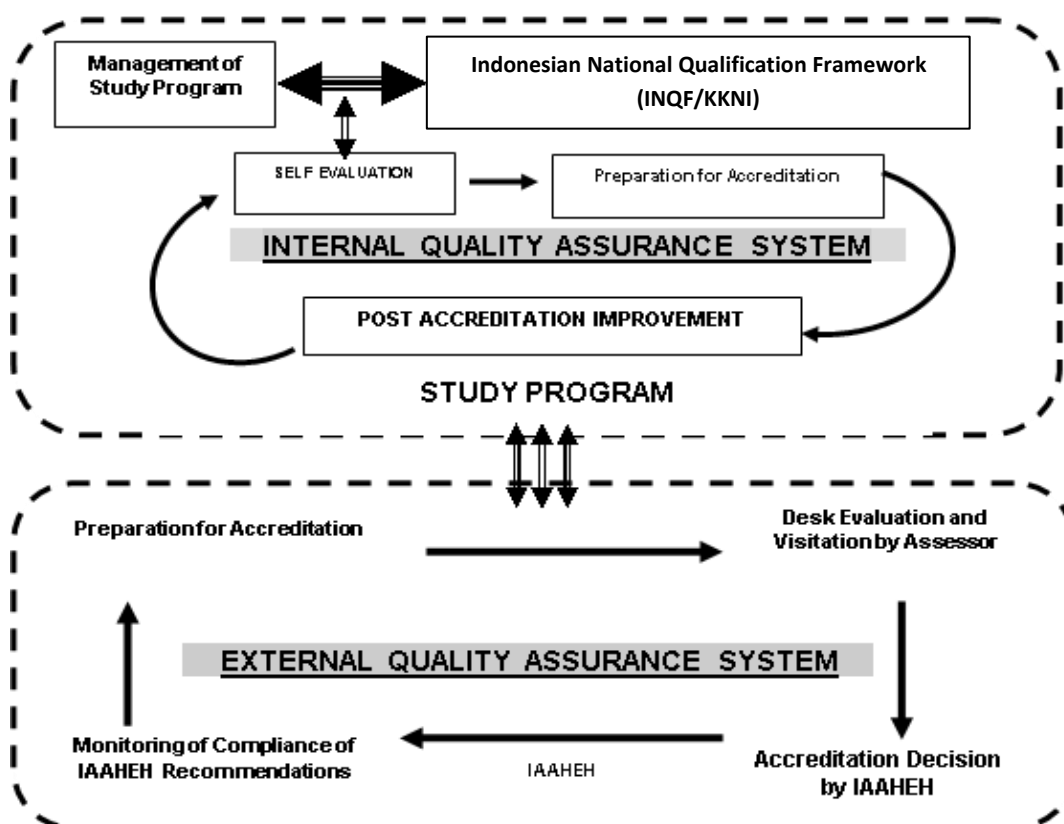 Management of
Study Program
Indonesian National Qualification Framework
(INQF/KKNI)
SELF EVALUATION
Preparation for Accreditation
INTERNAL QUALITY ASSURANCE SYSTEM
POST ACCREDITATION IMPROVEMENT
STUDY PROGRAM
Preparation for Accreditation
Desk Evaluation and
Visitation by Assessor
EXTERNAL QUALITY ASSURANCE SYSTEM
Monitoring of Compliance of
IAAHEH Recommendations
IAAHEH
Accreditation Decision
by IAAHEH